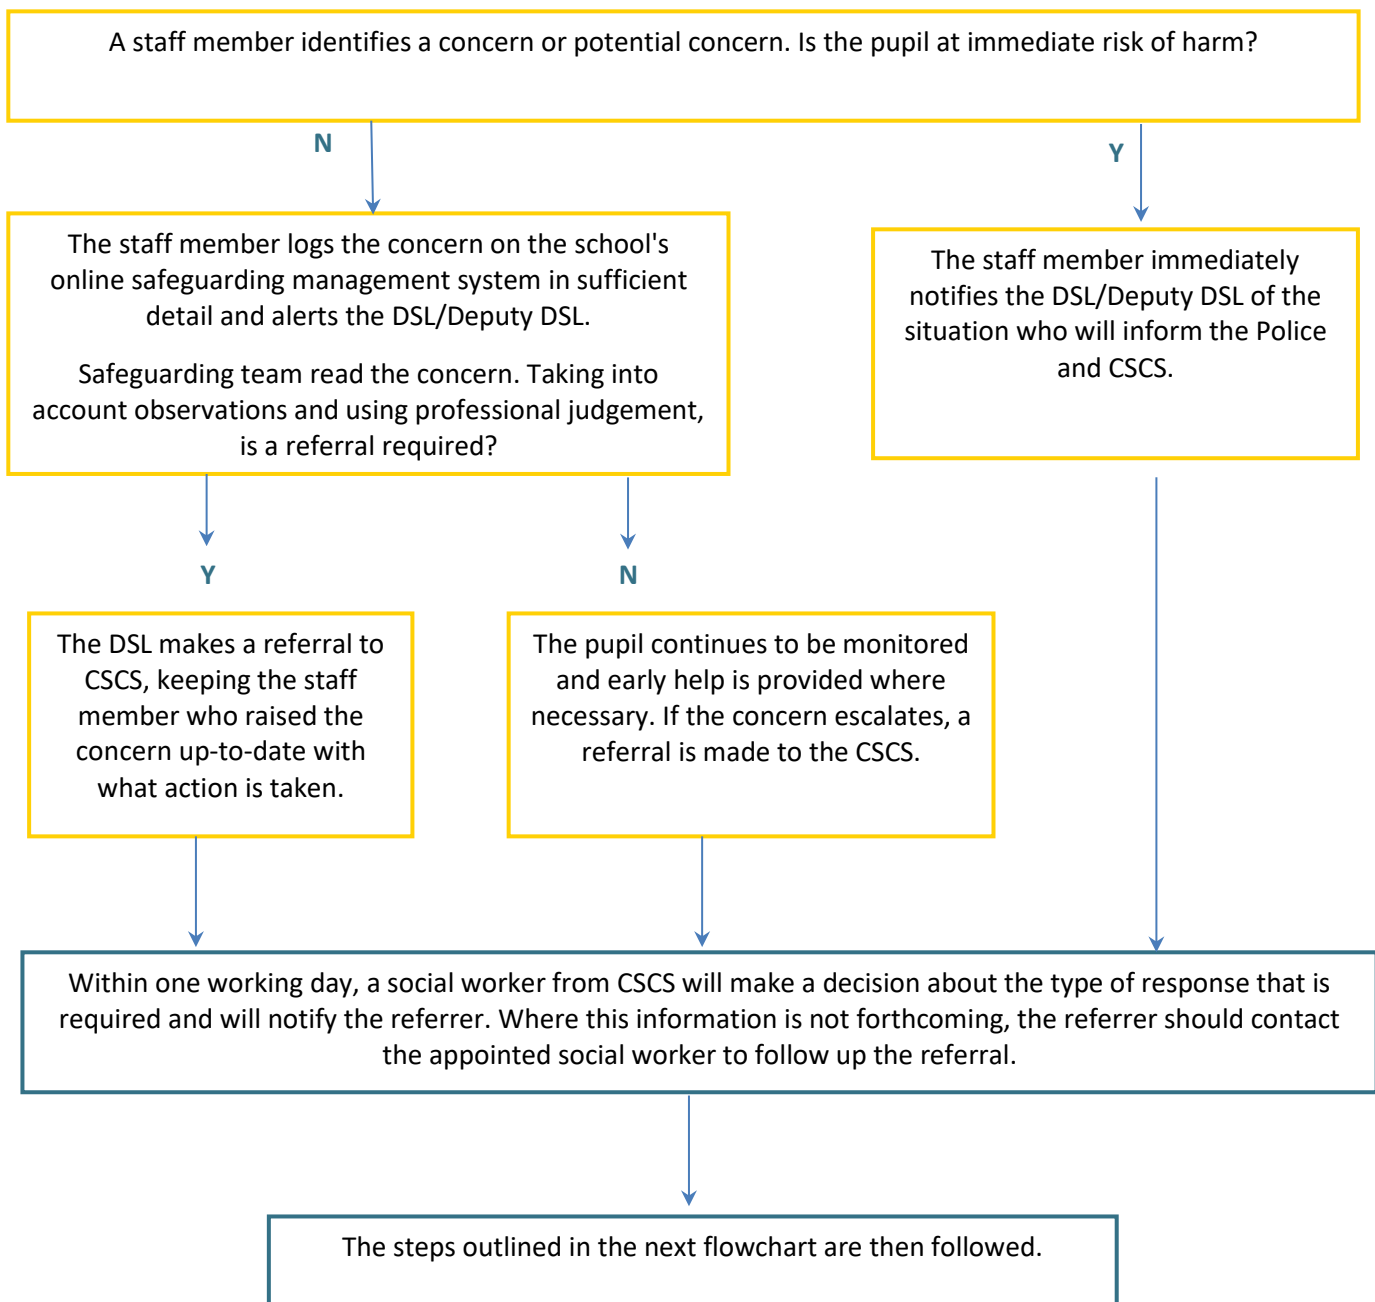 A staff member identifies a concern or potential concern. Is the pupil at immediate risk of harm?
N
Y
The staff member logs the concern on the school's
online safeguarding management system in sufficient
detail and alerts the DSL/Deputy DSL.
Safeguarding team read the concern. Taking into
account observations and using professional judgement,
is a referral required?
The staff member immediately
notifies the DSL/Deputy DSL of the
situation who will inform the Police
and CSCS.
Y
N
The DSL makes a referral to
CSCS, keeping the staff
member who raised the
concern up-to-date with
what action is taken.
The pupil continues to be monitored
and early help is provided where
necessary. If the concern escalates, a
referral is made to the CSCS.
Within one working day, a social worker from CSCS will make a decision about the type of response that is
required and will notify the referrer. Where this information is not forthcoming, the referrer should contact
the appointed social worker to follow up the referral.
The steps outlined in the next flowchart are then followed.